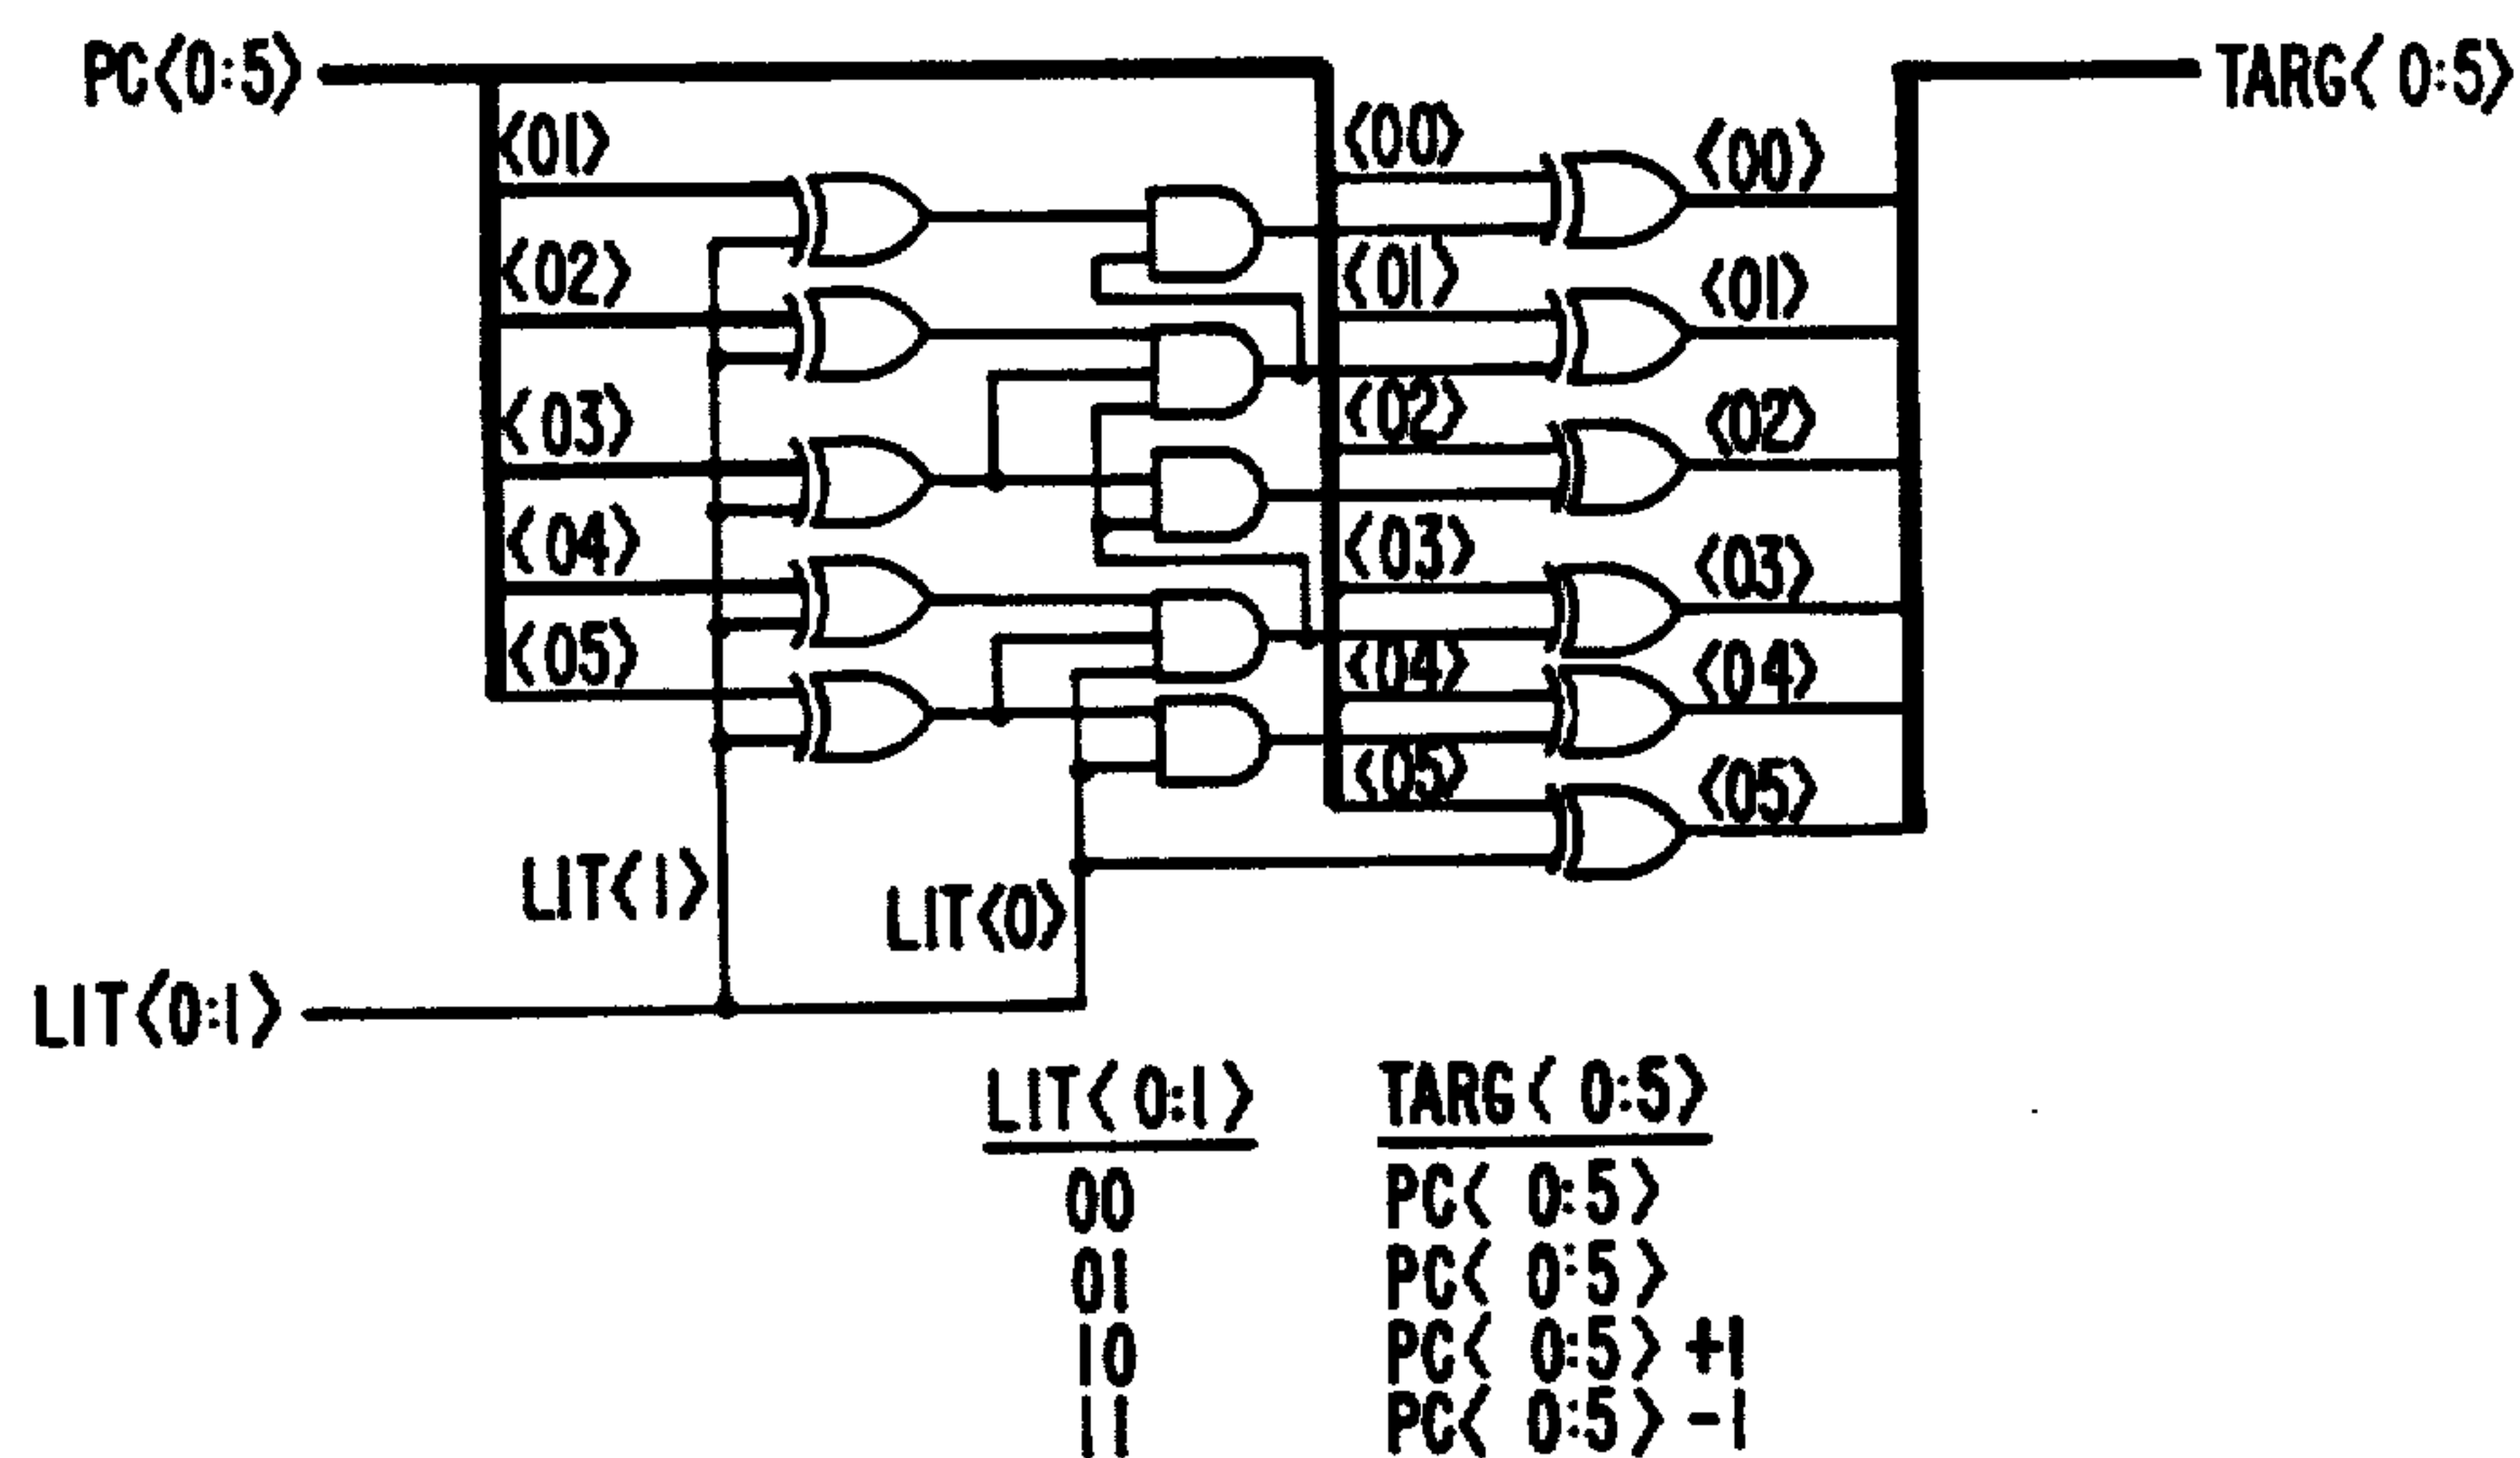 PC⟨0:5⟩
TARG⟨0:5⟩
⟨01⟩
⟨02⟩
⟨03⟩
⟨04⟩
⟨05⟩
⟨00⟩
⟨01⟩
⟨02⟩
⟨03⟩
⟨04⟩
⟨05⟩
⟨00⟩
⟨01⟩
⟨02⟩
⟨03⟩
⟨04⟩
⟨05⟩
LIT⟨1⟩
LIT⟨0⟩
LIT⟨0:1⟩
LIT⟨0:1⟩ TARG⟨0:5⟩
00 PC⟨0:5⟩
01 PC⟨0:5⟩
10 PC⟨0:5⟩ +1
11 PC⟨0:5⟩ -1